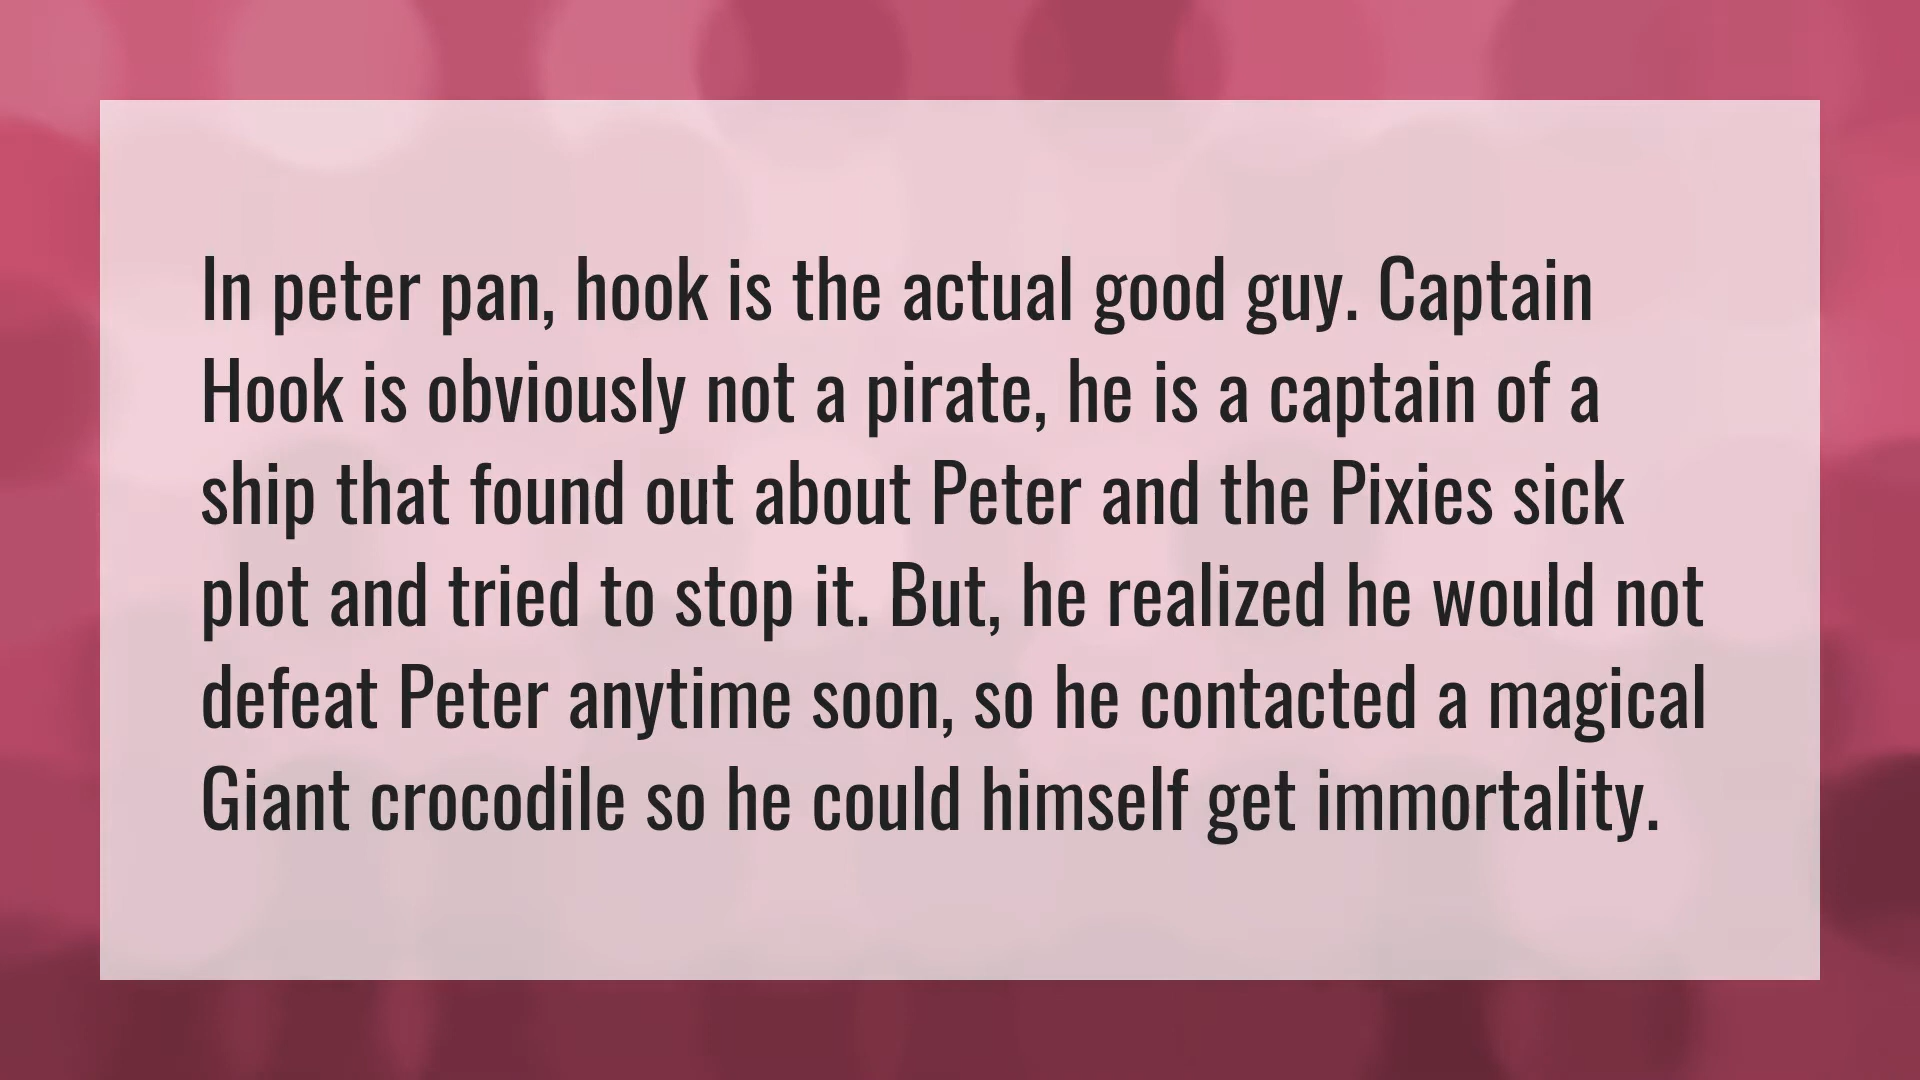 In peter pan, hook is the actual good guy. Captain
Hook is obviously not a pirate, he is a captain of a
ship that found out about Peter and the Pixies sick
plot and tried to stop it. But, he realized he would not
defeat Peter anytime soon, so he contacted a magical
Giant crocodile so he could himself get immortality.